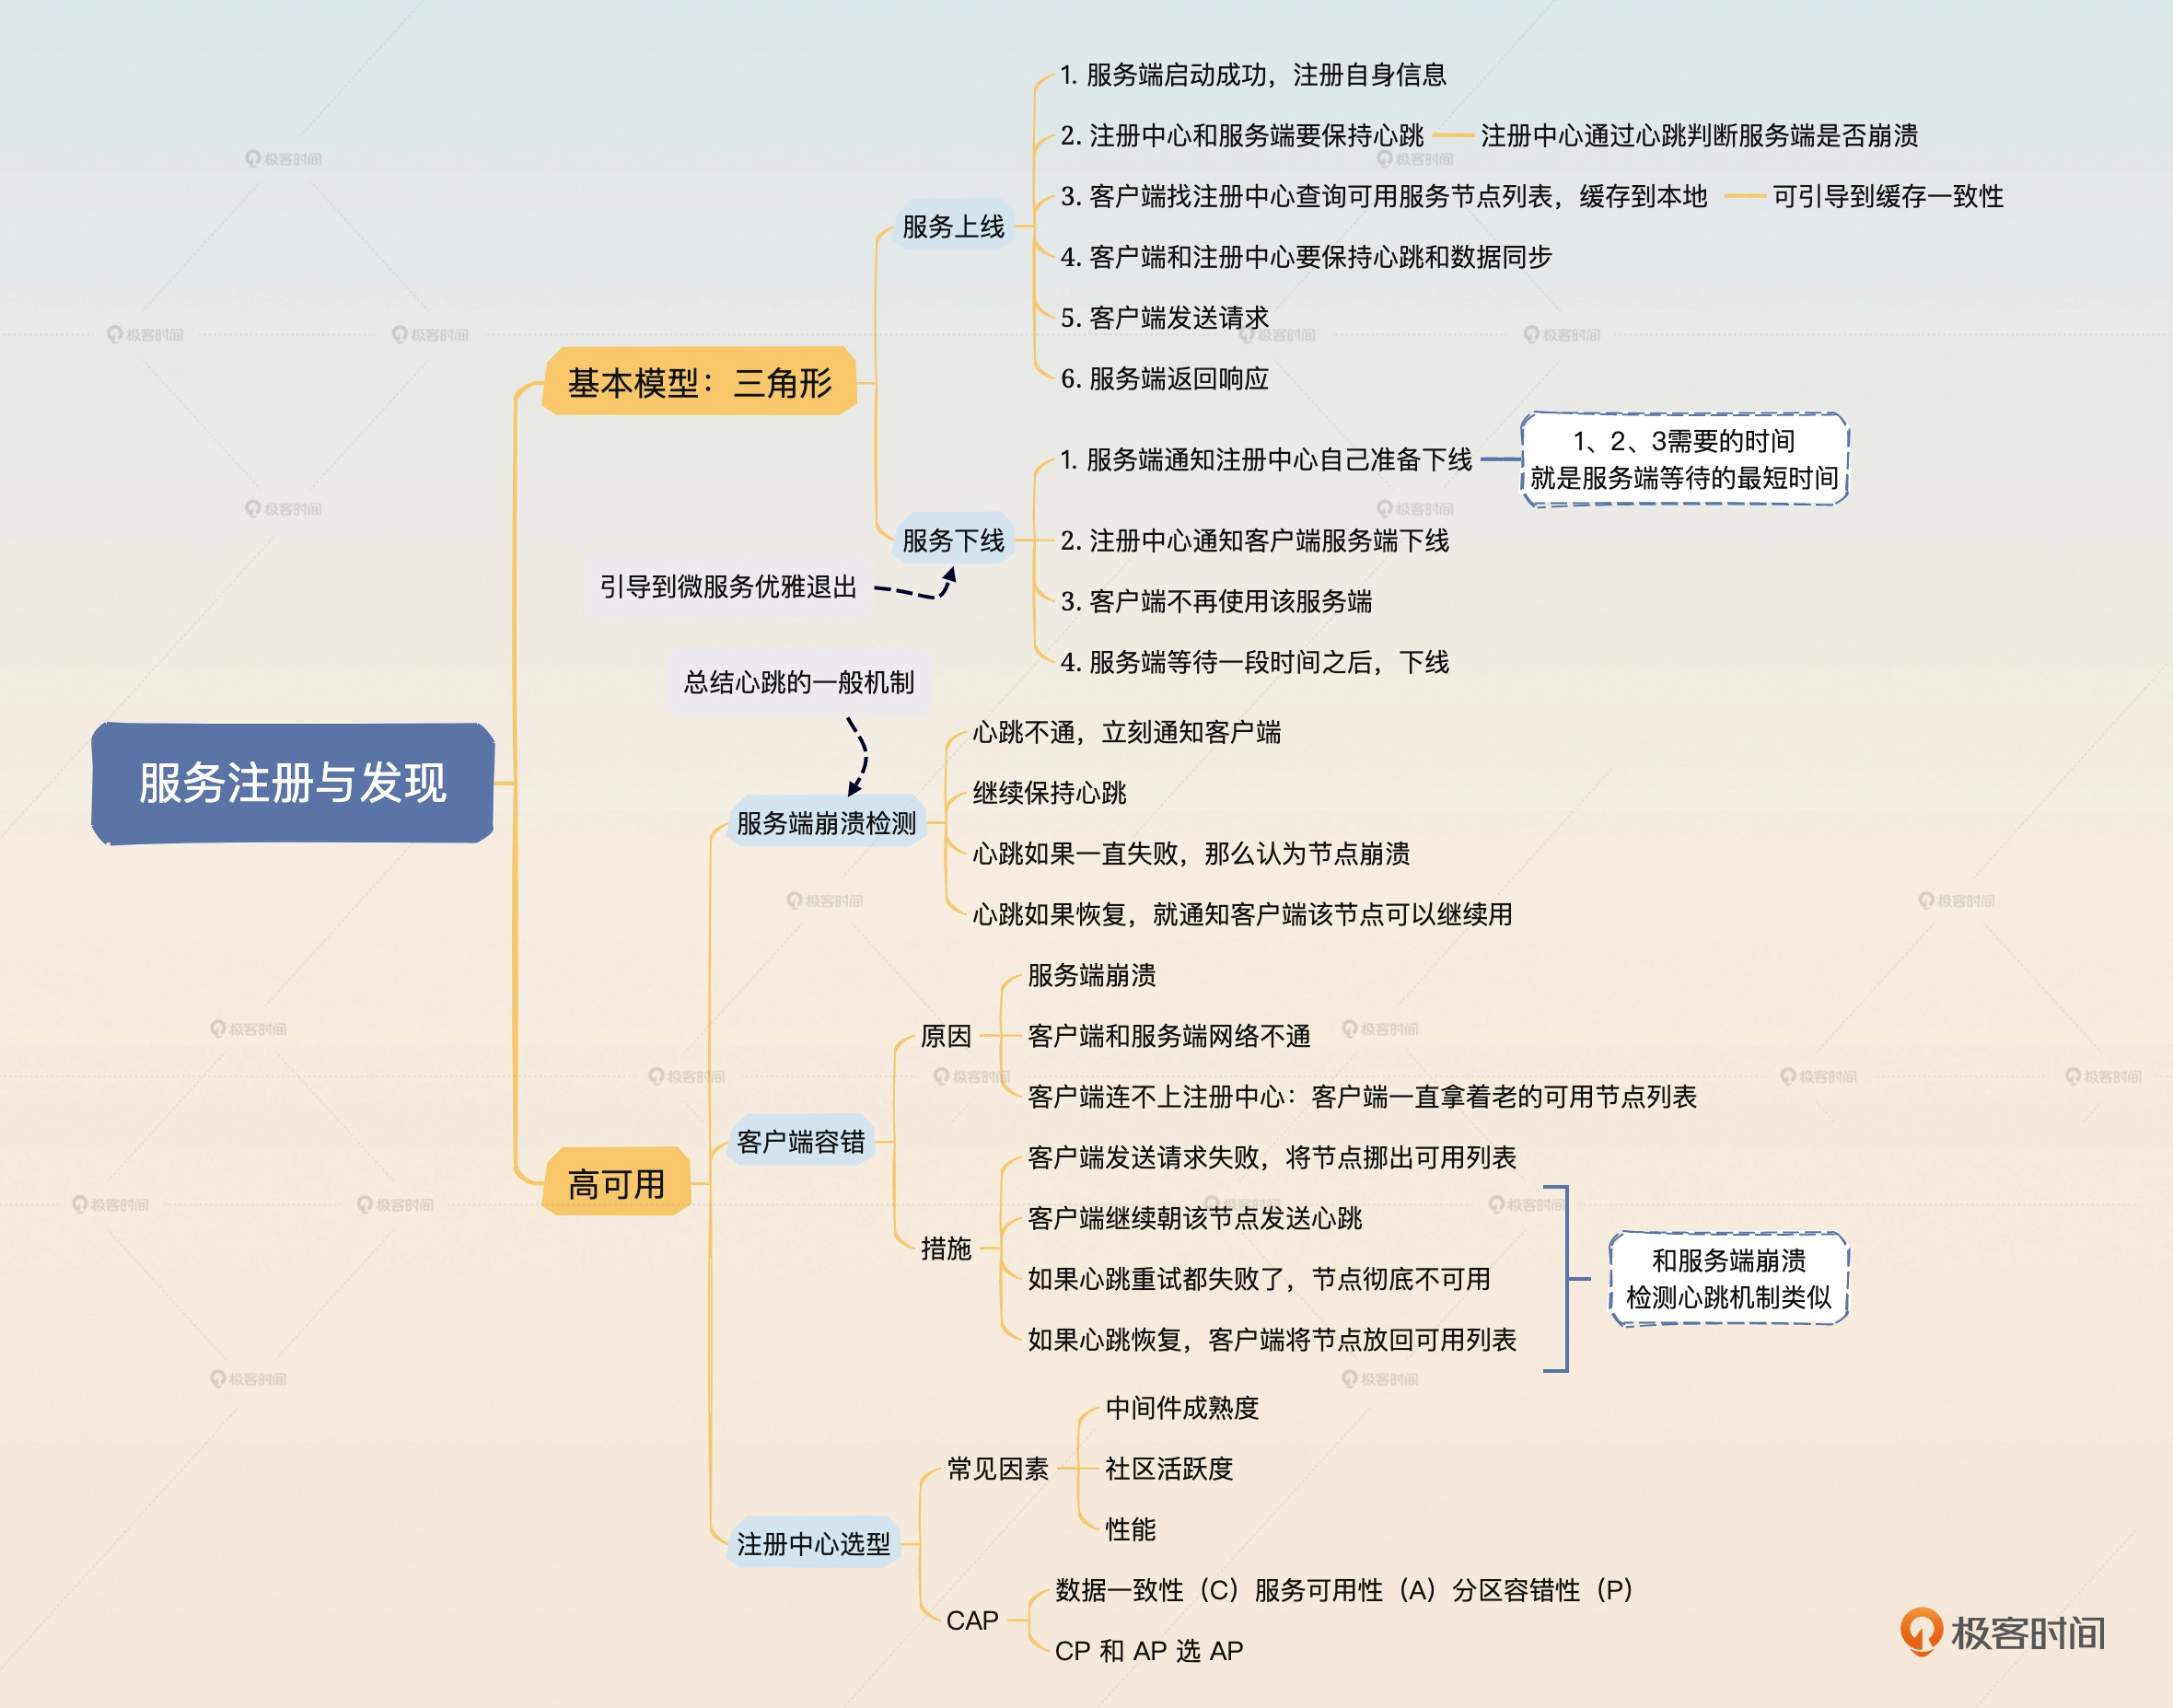 服务注册与发现
基本模型：三角形
服务上线
1. 服务端启动成功，注册自身信息
2. 注册中心和服务端要保持心跳
注册中心通过心跳判断服务端是否崩溃
3. 客户端找注册中心查询可用服务节点列表，缓存到本地
可引导到缓存一致性
4. 客户端和注册中心要保持心跳和数据同步
5. 客户端发送请求
6. 服务端返回响应
服务下线
引导到微服务优雅退出
1. 服务端通知注册中心自己准备下线
1、2、3需要的时间
就是服务端等待的最短时间
2. 注册中心通知客户端服务端下线
3. 客户端不再使用该服务端
4. 服务端等待一段时间之后，下线
高可用
总结心跳的一般机制
服务端崩溃检测
心跳不通，立刻通知客户端
继续保持心跳
心跳如果一直失败，那么认为节点崩溃
心跳如果恢复，就通知客户端该节点可以继续用
客户端容错
原因
服务端崩溃
客户端和服务端网络不通
客户端连不上注册中心：客户端一直拿着老的可用节点列表
措施
客户端发送请求失败，将节点挪出可用列表
客户端继续朝该节点发送心跳
如果心跳重试都失败了，节点彻底不可用
如果心跳恢复，客户端将节点放回可用列表
和服务端崩溃
检测心跳机制类似
注册中心选型
常见因素
中间件成熟度
社区活跃度
性能
CAP
数据一致性（C）服务可用性（A）分区容错性（P）
CP 和 AP 选 AP
极客时间